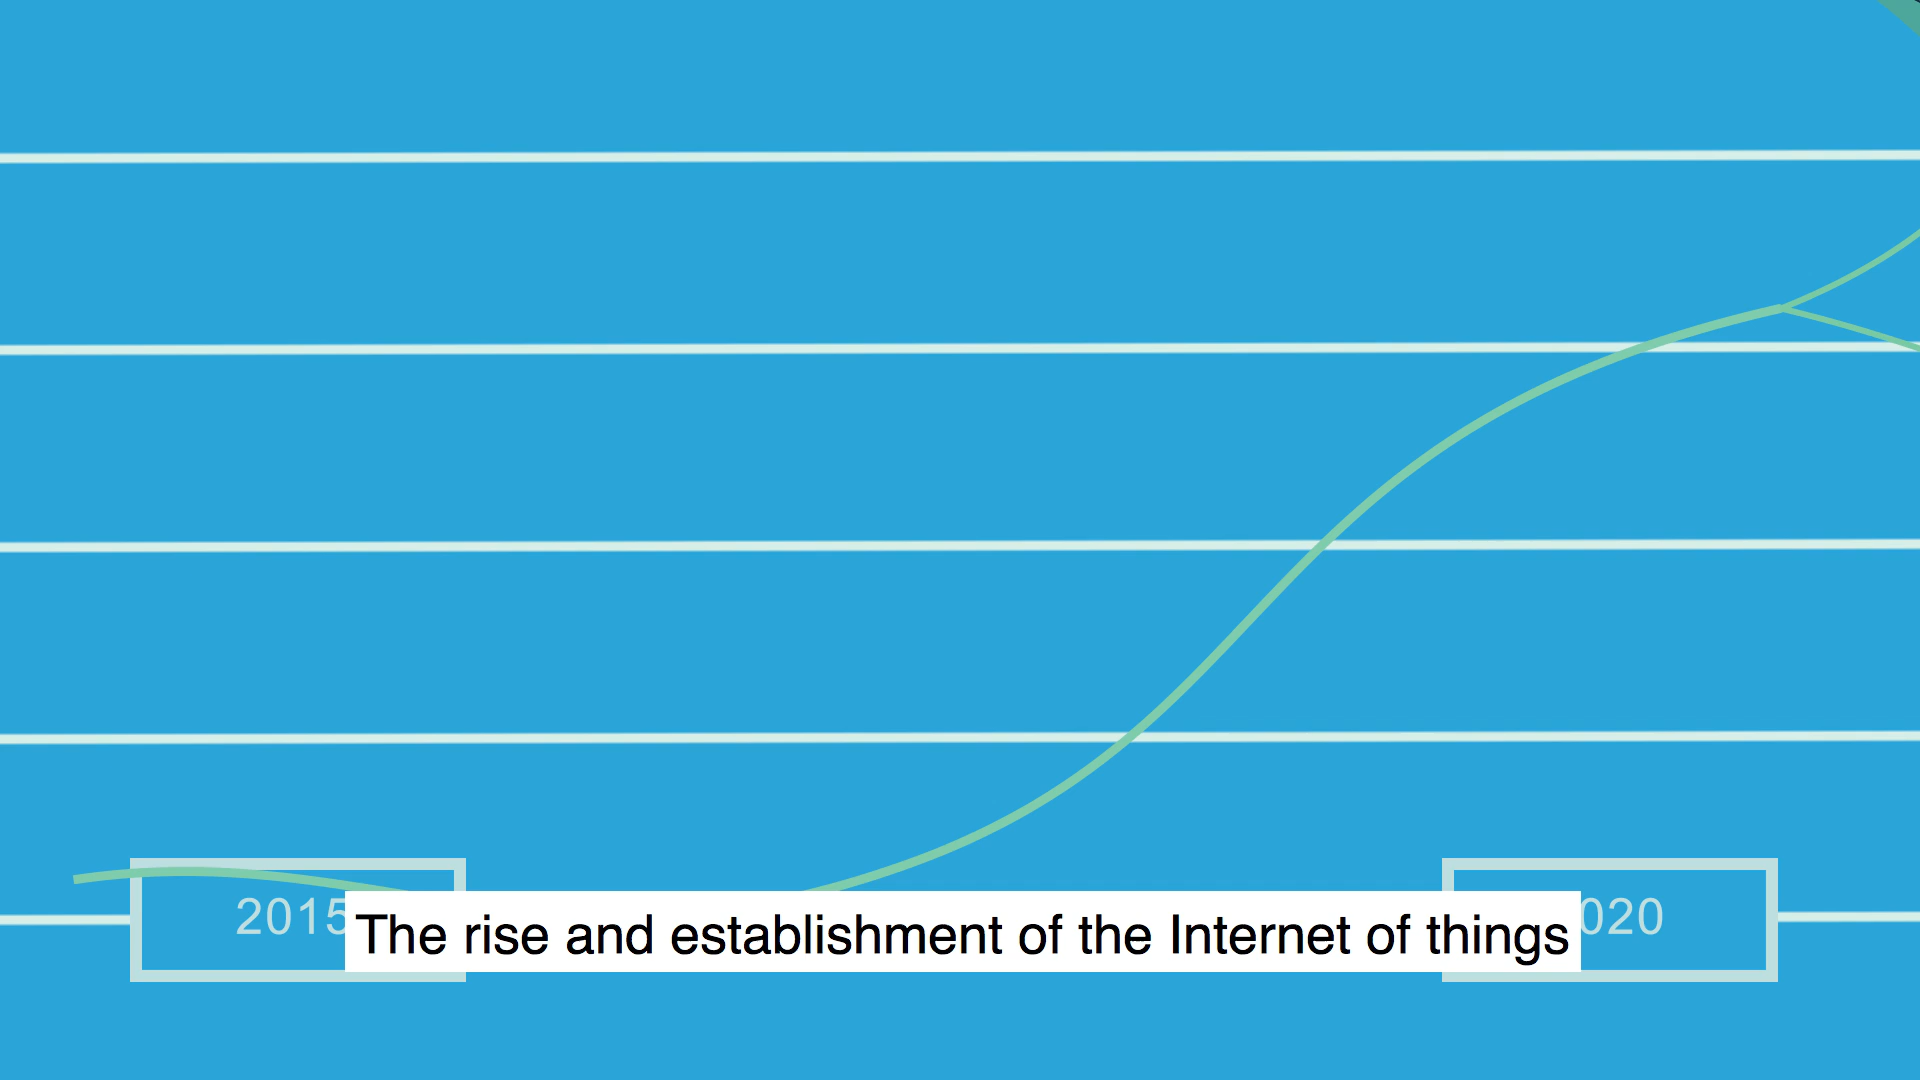 2015
The rise and establishment of the Internet of things
020